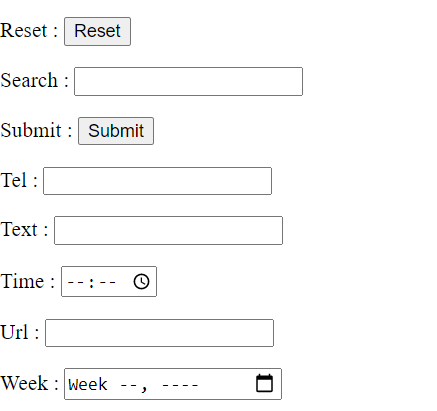 Reset : Reset
Search :
Submit : Submit
Tel :
Text :
Time : --:--
Url :
Week : Week --, ----